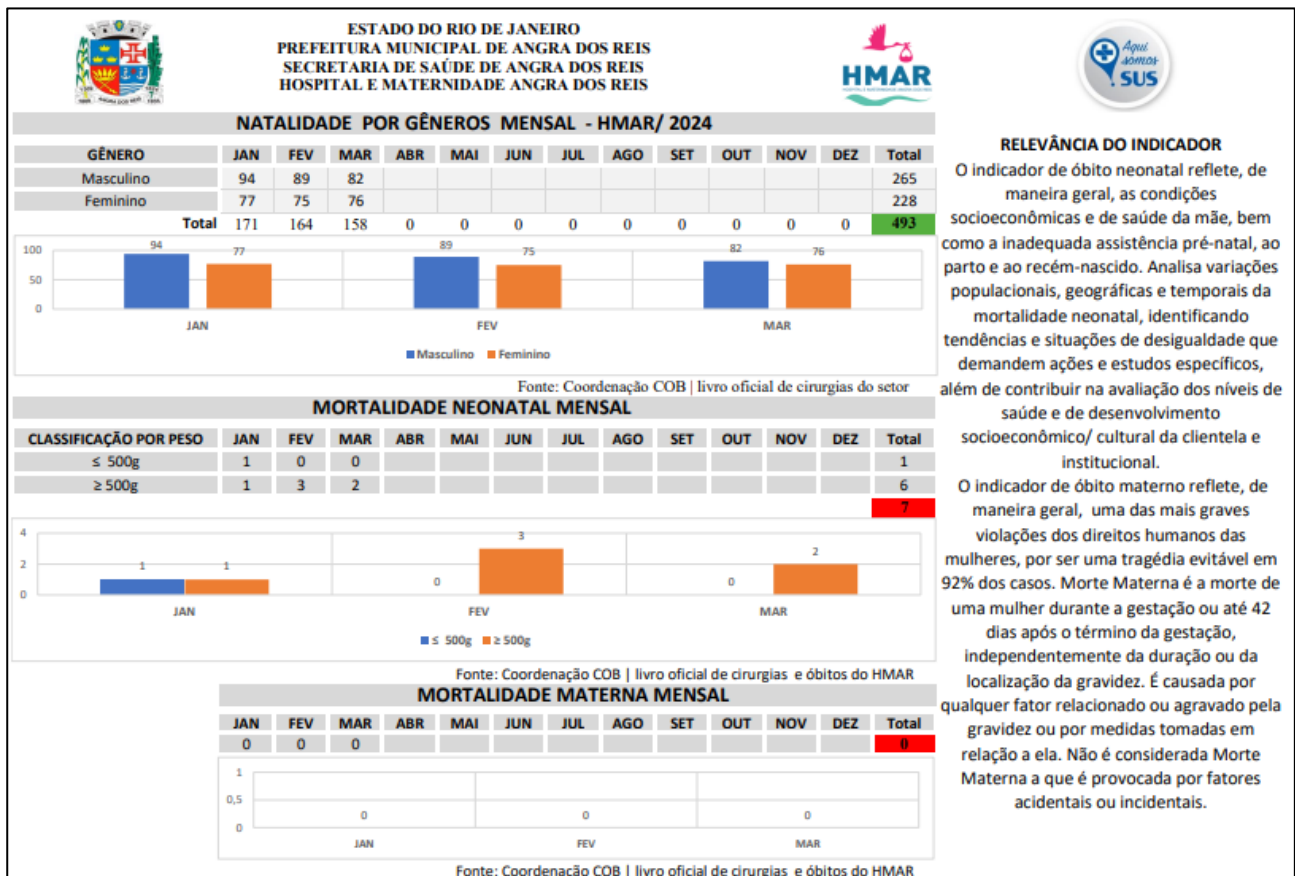 ESTADO DO RIO DE JANEIRO
PREFEITURA MUNICIPAL DE ANGRA DOS REIS
SECRETARIA DE SAÚDE DE ANGRA DOS REIS
HOSPITAL E MATERNIDADE ANGRA DOS REIS
ANGRA DOS REIS
HMAR
Aqui
somos
SUS
NATALIDADE POR GÊNEROS MENSAL - HMAR/ 2024
GÊNERO JAN FEV MAR ABR MAI JUN JUL AGO SET OUT NOV DEZ Total
Masculino 94 89 82 265
Feminino 77 75 76 228
Total 171 164 158 0 0 0 0 0 0 0 0 0 493
100
50
0
94 77 89 75 82 76
JAN FEV MAR
Masculino Feminino
Fonte: Coordenação COB | livro oficial de cirurgias do setor
MORTALIDADE NEONATAL MENSAL
CLASSIFICAÇÃO POR PESO JAN FEV MAR ABR MAI JUN JUL AGO SET OUT NOV DEZ Total
≤ 500g 1 0 0 1
≥ 500g 1 3 2 6
7
4
2
0
1 1 0 3 0 2
JAN FEV MAR
≤ 500g ≥ 500g
Fonte: Coordenação COB | livro oficial de cirurgias e óbitos do HMAR
MORTALIDADE MATERNA MENSAL
JAN FEV MAR ABR MAI JUN JUL AGO SET OUT NOV DEZ Total
0 0 0 0
1
0,5
0
0 0 0
JAN FEV MAR
Fonte: Coordenação COB | livro oficial de cirurgias e óbitos do HMAR
RELEVÂNCIA DO INDICADOR
O indicador de óbito neonatal reflete, de
maneira geral, as condições
socioeconômicas e de saúde da mãe, bem
como a inadequada assistência pré-natal, ao
parto e ao recém-nascido. Analisa variações
populacionais, geográficas e temporais da
mortalidade neonatal, identificando
tendências e situações de desigualdade que
demandem ações e estudos específicos,
além de contribuir na avaliação dos níveis de
saúde e de desenvolvimento
socioeconômico/ cultural da clientela e
institucional.
O indicador de óbito materno reflete, de
maneira geral, uma das mais graves
violações dos direitos humanos das
mulheres, por ser uma tragédia evitável em
92% dos casos. Morte Materna é a morte de
uma mulher durante a gestação ou até 42
dias após o término da gestação,
independentemente da duração ou da
localização da gravidez. É causada por
qualquer fator relacionado ou agravado pela
gravidez ou por medidas tomadas em
relação a ela. Não é considerada Morte
Materna a que é provocada por fatores
acidentais ou incidentais.